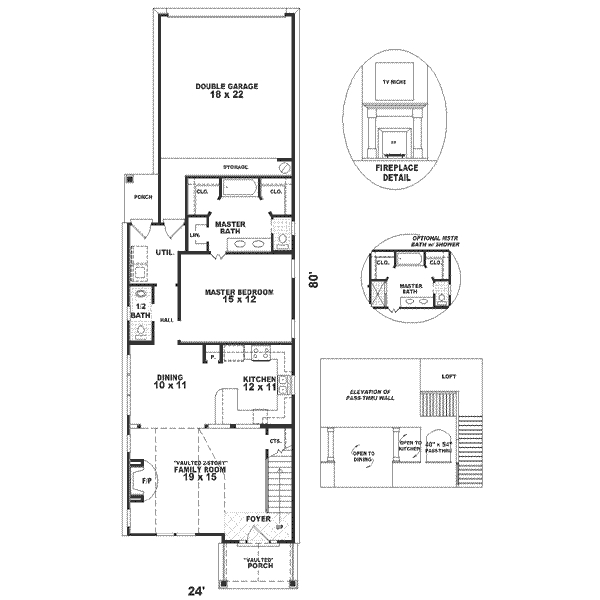 DOUBLE GARAGE
18 x 22
STORAGE
PORCH
CLO.
CLO.
MASTER
BATH
LIN.
UTIL.
MASTER BEDROOM
15 x 12
1/2
BATH
HALL
P.
DINING
10 x 11
KITCHEN
12 x 11
CTS.
"VAULTED 2-STORY"
FAMILY ROOM
19 x 15
F/P
FOYER
UP
"VAULTED"
PORCH
24'
80'
TV NICHE
FIREPLACE
DETAIL
OPTIONAL MSTR
BATH w/ SHOWER
CLO.
CLO.
MASTER
BATH
ELEVATION OF
PASS-THRU WALL
LOFT
OPEN TO
DINING
OPEN TO
KITCHEN
48" x 54"
PASS-THRU